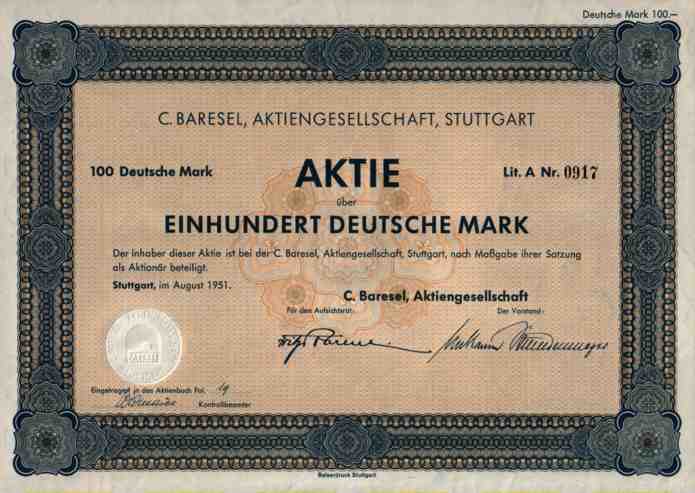 Deutsche Mark 100.—
C. BARESEL, AKTIENGESELLSCHAFT, STUTTGART
100 Deutsche Mark
AKTIE
Lit. A Nr. 0917
über
EINHUNDERT DEUTSCHE MARK
Der Inhaber dieser Aktie ist bei der C. Baresel, Aktiengesellschaft, Stuttgart, nach Maßgabe ihrer Satzung
als Aktionär beteiligt.
Stuttgart, im August 1951.
C. Baresel, Aktiengesellschaft
Für den Aufsichtsrat:
Der Vorstand:
Eingetragen in das Aktienbuch Fol. 19
Kontrollbeamter